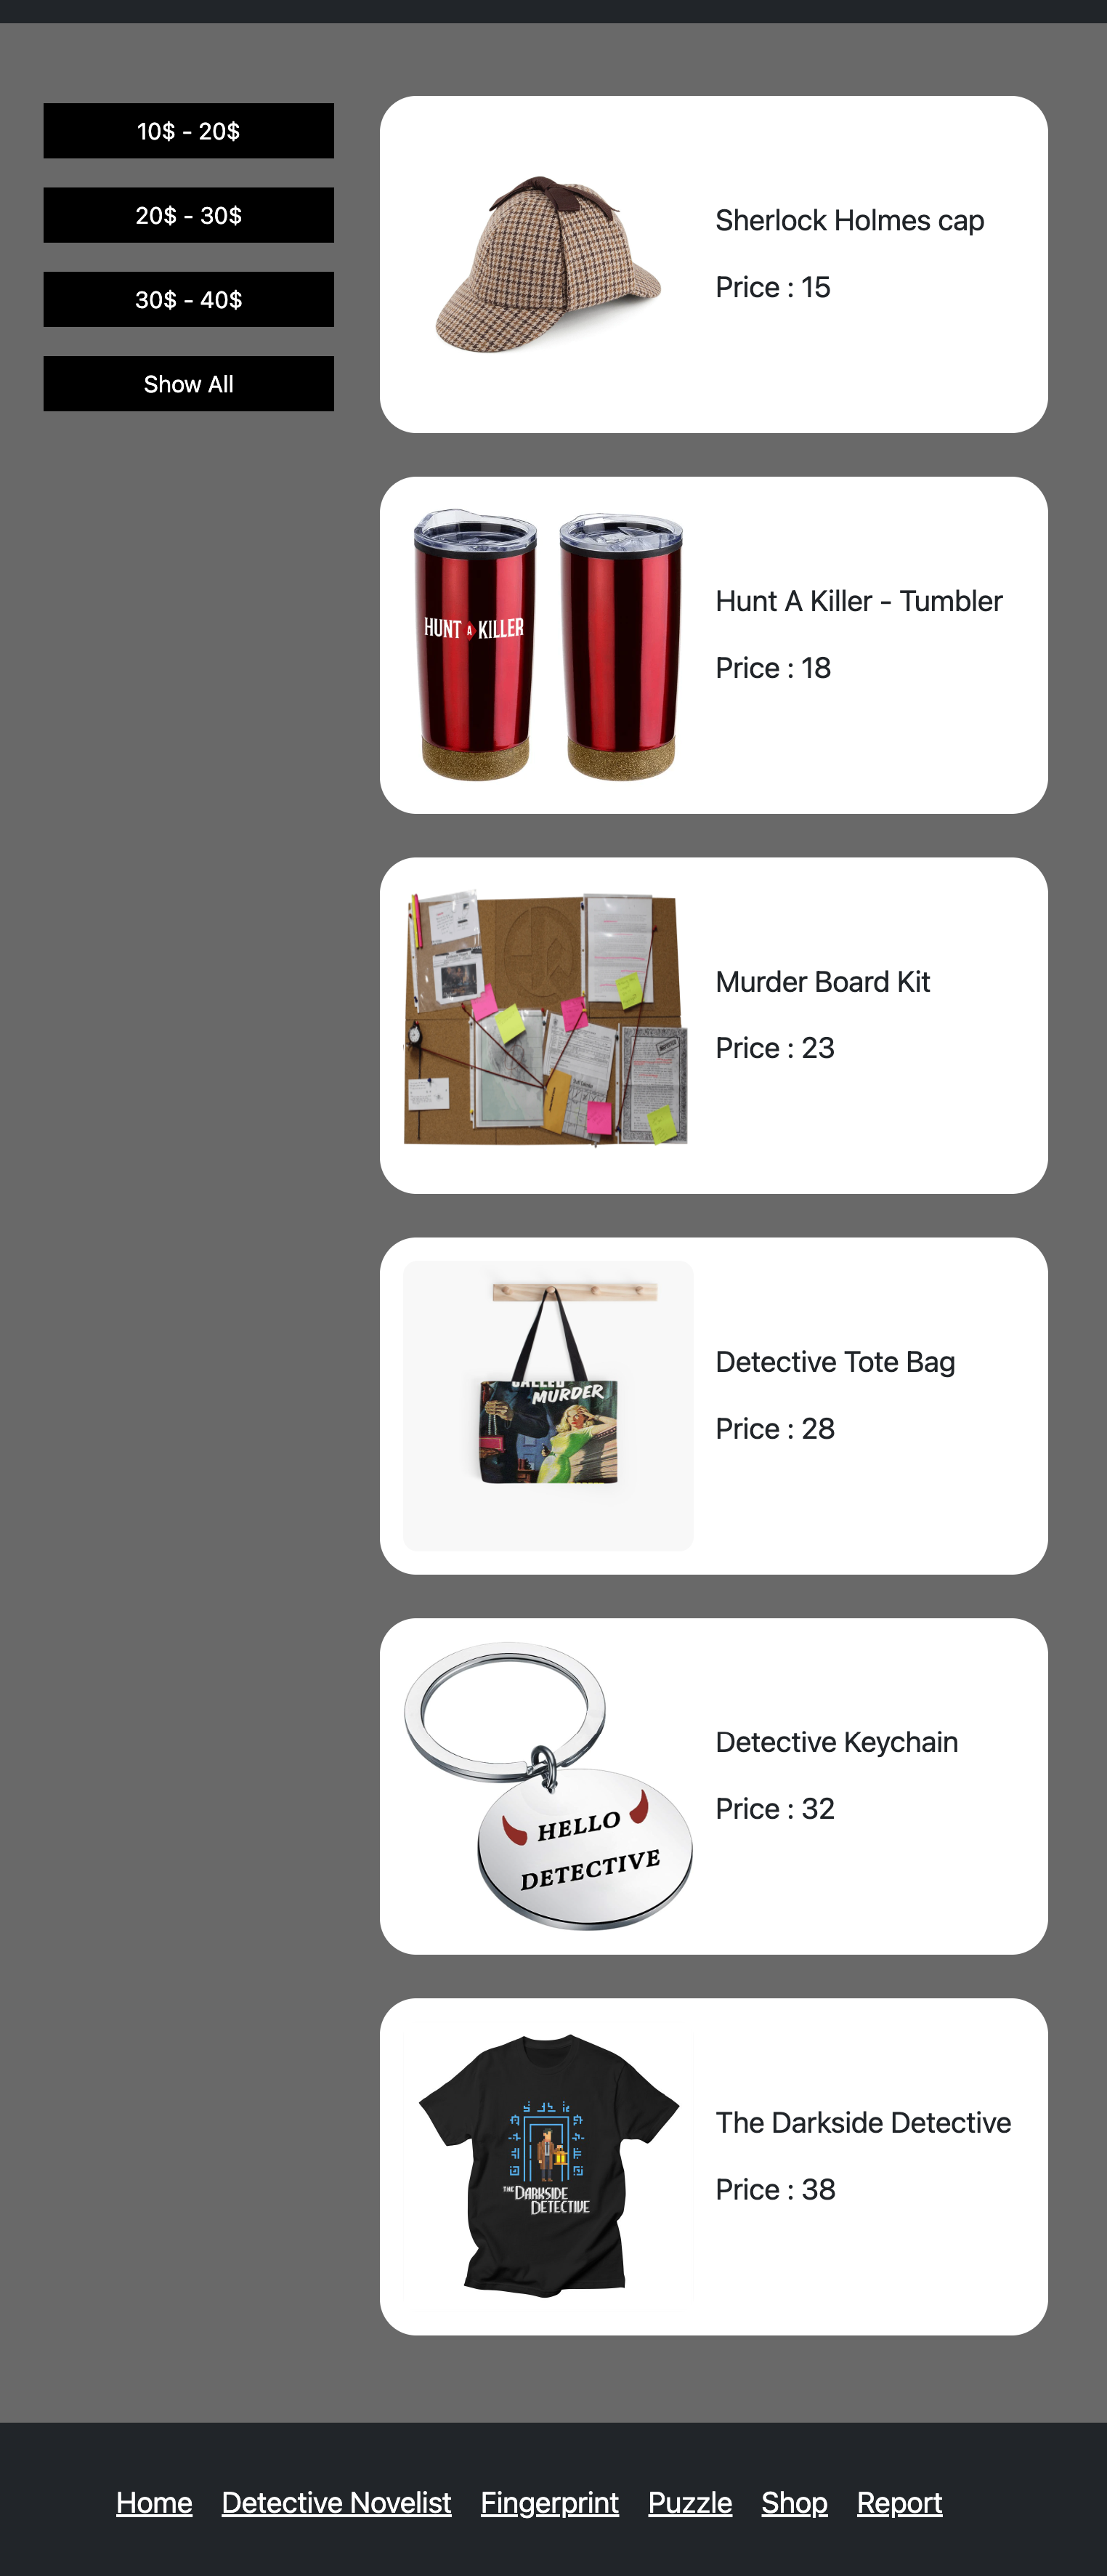 10$ - 20$
20$ - 30$
30$ - 40$
Show All
Sherlock Holmes cap
Price : 15
HUNT A KILLER
Hunt A Killer - Tumbler
Price : 18
Murder Board Kit
Price : 23
MURDER
Detective Tote Bag
Price : 28
HELLO
DETECTIVE
Detective Keychain
Price : 32
THE DARKSIDE
DETECTIVE
The Darkside Detective
Price : 38
Home Detective Novelist Fingerprint Puzzle Shop Report